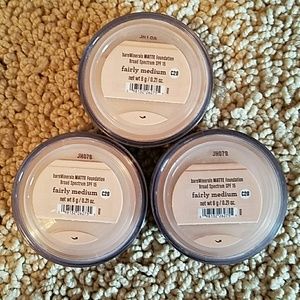 bareMinerals MATTE Foundation
Broad Spectrum SPF 15
fairly medium C20
net wt 6 g / 0.21 oz.
JH07B
bareMinerals MATTE Foundation
Broad Spectrum SPF 15
fairly medium C20
net wt 6 g / 0.21 oz.
JH07B
bareMinerals MATTE Foundation
Broad Spectrum SPF 15
fairly medium C20
net wt 6 g / 0.21 oz.